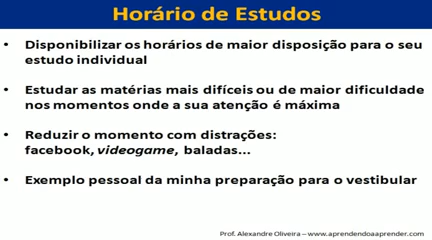 Horário de Estudos
• Disponibilizar os horários de maior disposição para o seu
estudo individual
• Estudar as matérias mais difíceis ou de maior dificuldade
nos momentos onde a sua atenção é máxima
• Reduzir o momento com distrações:
facebook, videogame, baladas...
• Exemplo pessoal da minha preparação para o vestibular
Prof. Alexandre Oliveira – www.aprendendoaaprender.com